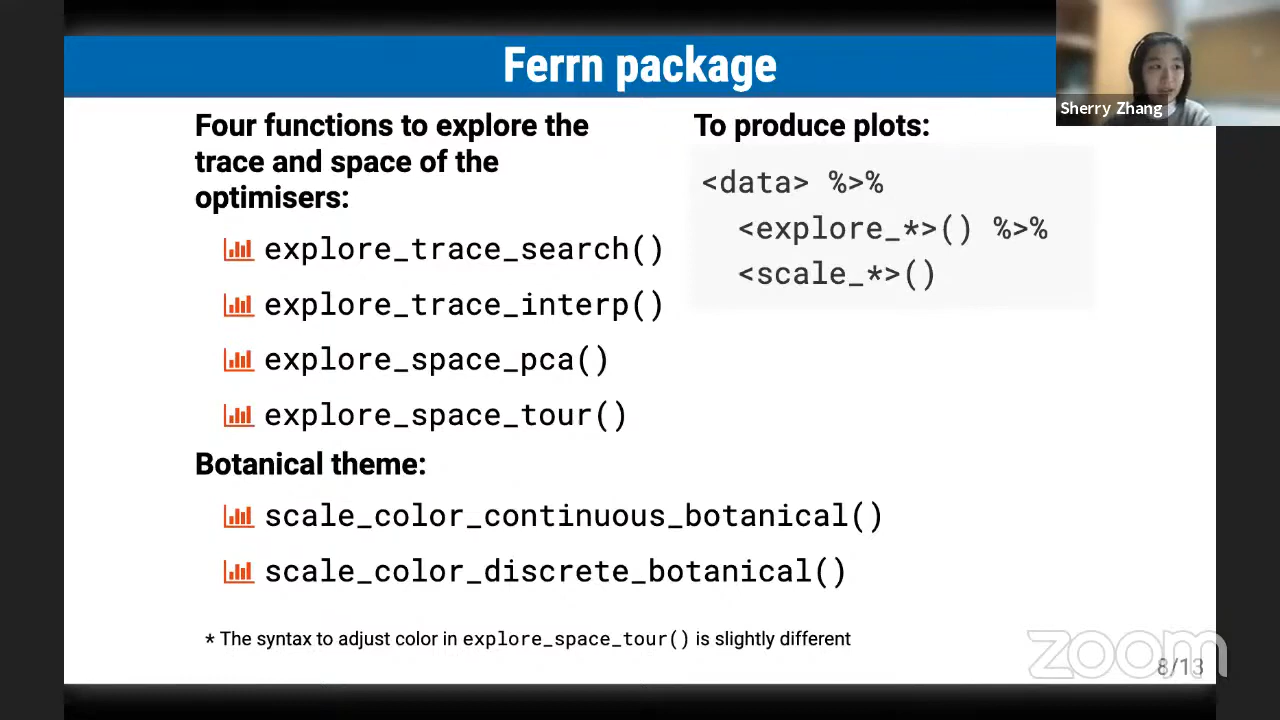 Ferrn package
Sherry Zhang
Four functions to explore the
trace and space of the
optimisers:
explore_trace_search()
explore_trace_interp()
explore_space_pca()
explore_space_tour()
Botanical theme:
scale_color_continuous_botanical()
scale_color_discrete_botanical()
* The syntax to adjust color in explore_space_tour() is slightly different
To produce plots:
<data> %>%
<explore_*>() %>%
<scale_*>()
zoom
8/13